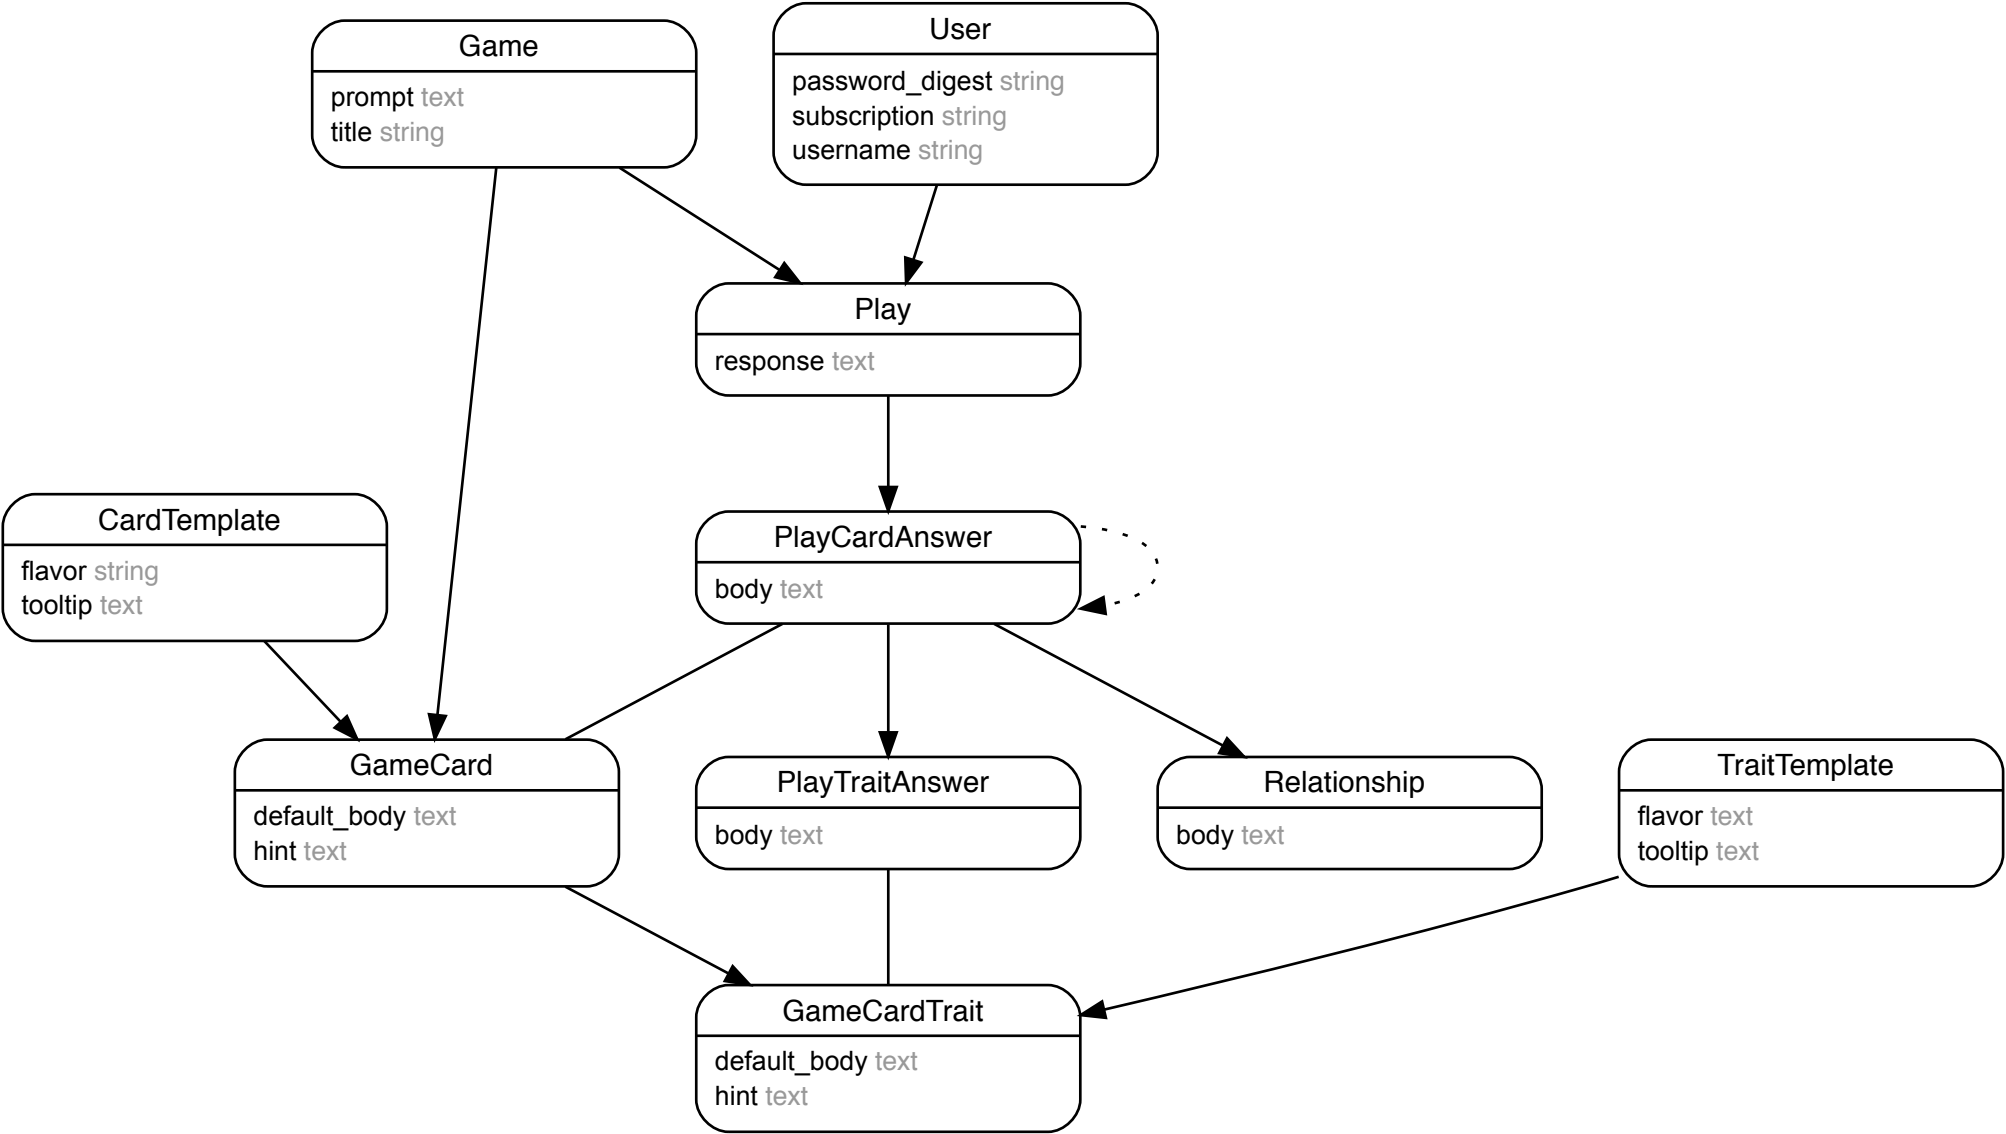 Game
prompt text
title string
User
password_digest string
subscription string
username string
Play
response text
CardTemplate
flavor string
tooltip text
PlayCardAnswer
body text
GameCard
default_body text
hint text
PlayTraitAnswer
body text
Relationship
body text
TraitTemplate
flavor text
tooltip text
GameCardTrait
default_body text
hint text